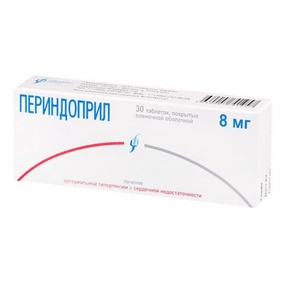 ПЕРИНДОПРИЛ
30 таблеток, покрытых
пленочной оболочкой
8 мг
лечение
артериальной гипертензии и сердечной недостаточности